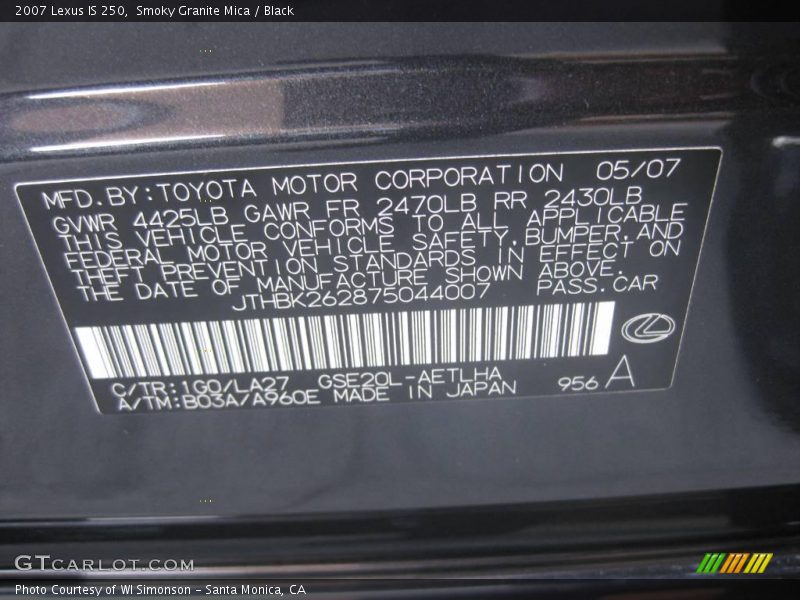 2007 Lexus IS 250,  Smoky Granite Mica / Black
MFD.BY:TOYOTA MOTOR CORPORATION 05/07
GVWR 4425LB GAWR FR 2470LB RR 2430LB
THIS VEHICLE CONFORMS TO ALL APPLICABLE
FEDERAL MOTOR VEHICLE SAFETY,BUMPER,AND
THEFT PREVENTION STANDARDS IN EFFECT ON
THE DATE OF MANUFACTURE SHOWN ABOVE.
JTHBK262875044007 PASS.CAR
C/TR:1G0/LA27 GSE20L-AETLHA
A/TM:B03A/A960E MADE IN JAPAN 956 A
GTCARLOT.COM
Photo Courtesy of WI Simonson – Santa Monica, CA